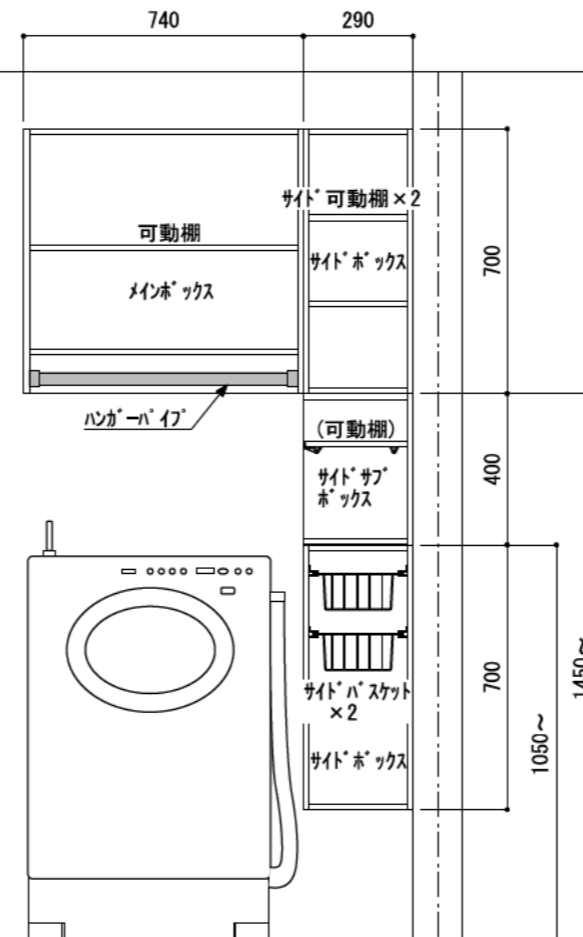 740
290
サイド可動棚×2
可動棚
サイドボックス
メインボックス
700
ハンガーパイプ
(可動棚)
サイドサブ
ボックス
400
サイドバスケット
×2
サイドボックス
700
1050~
1450~